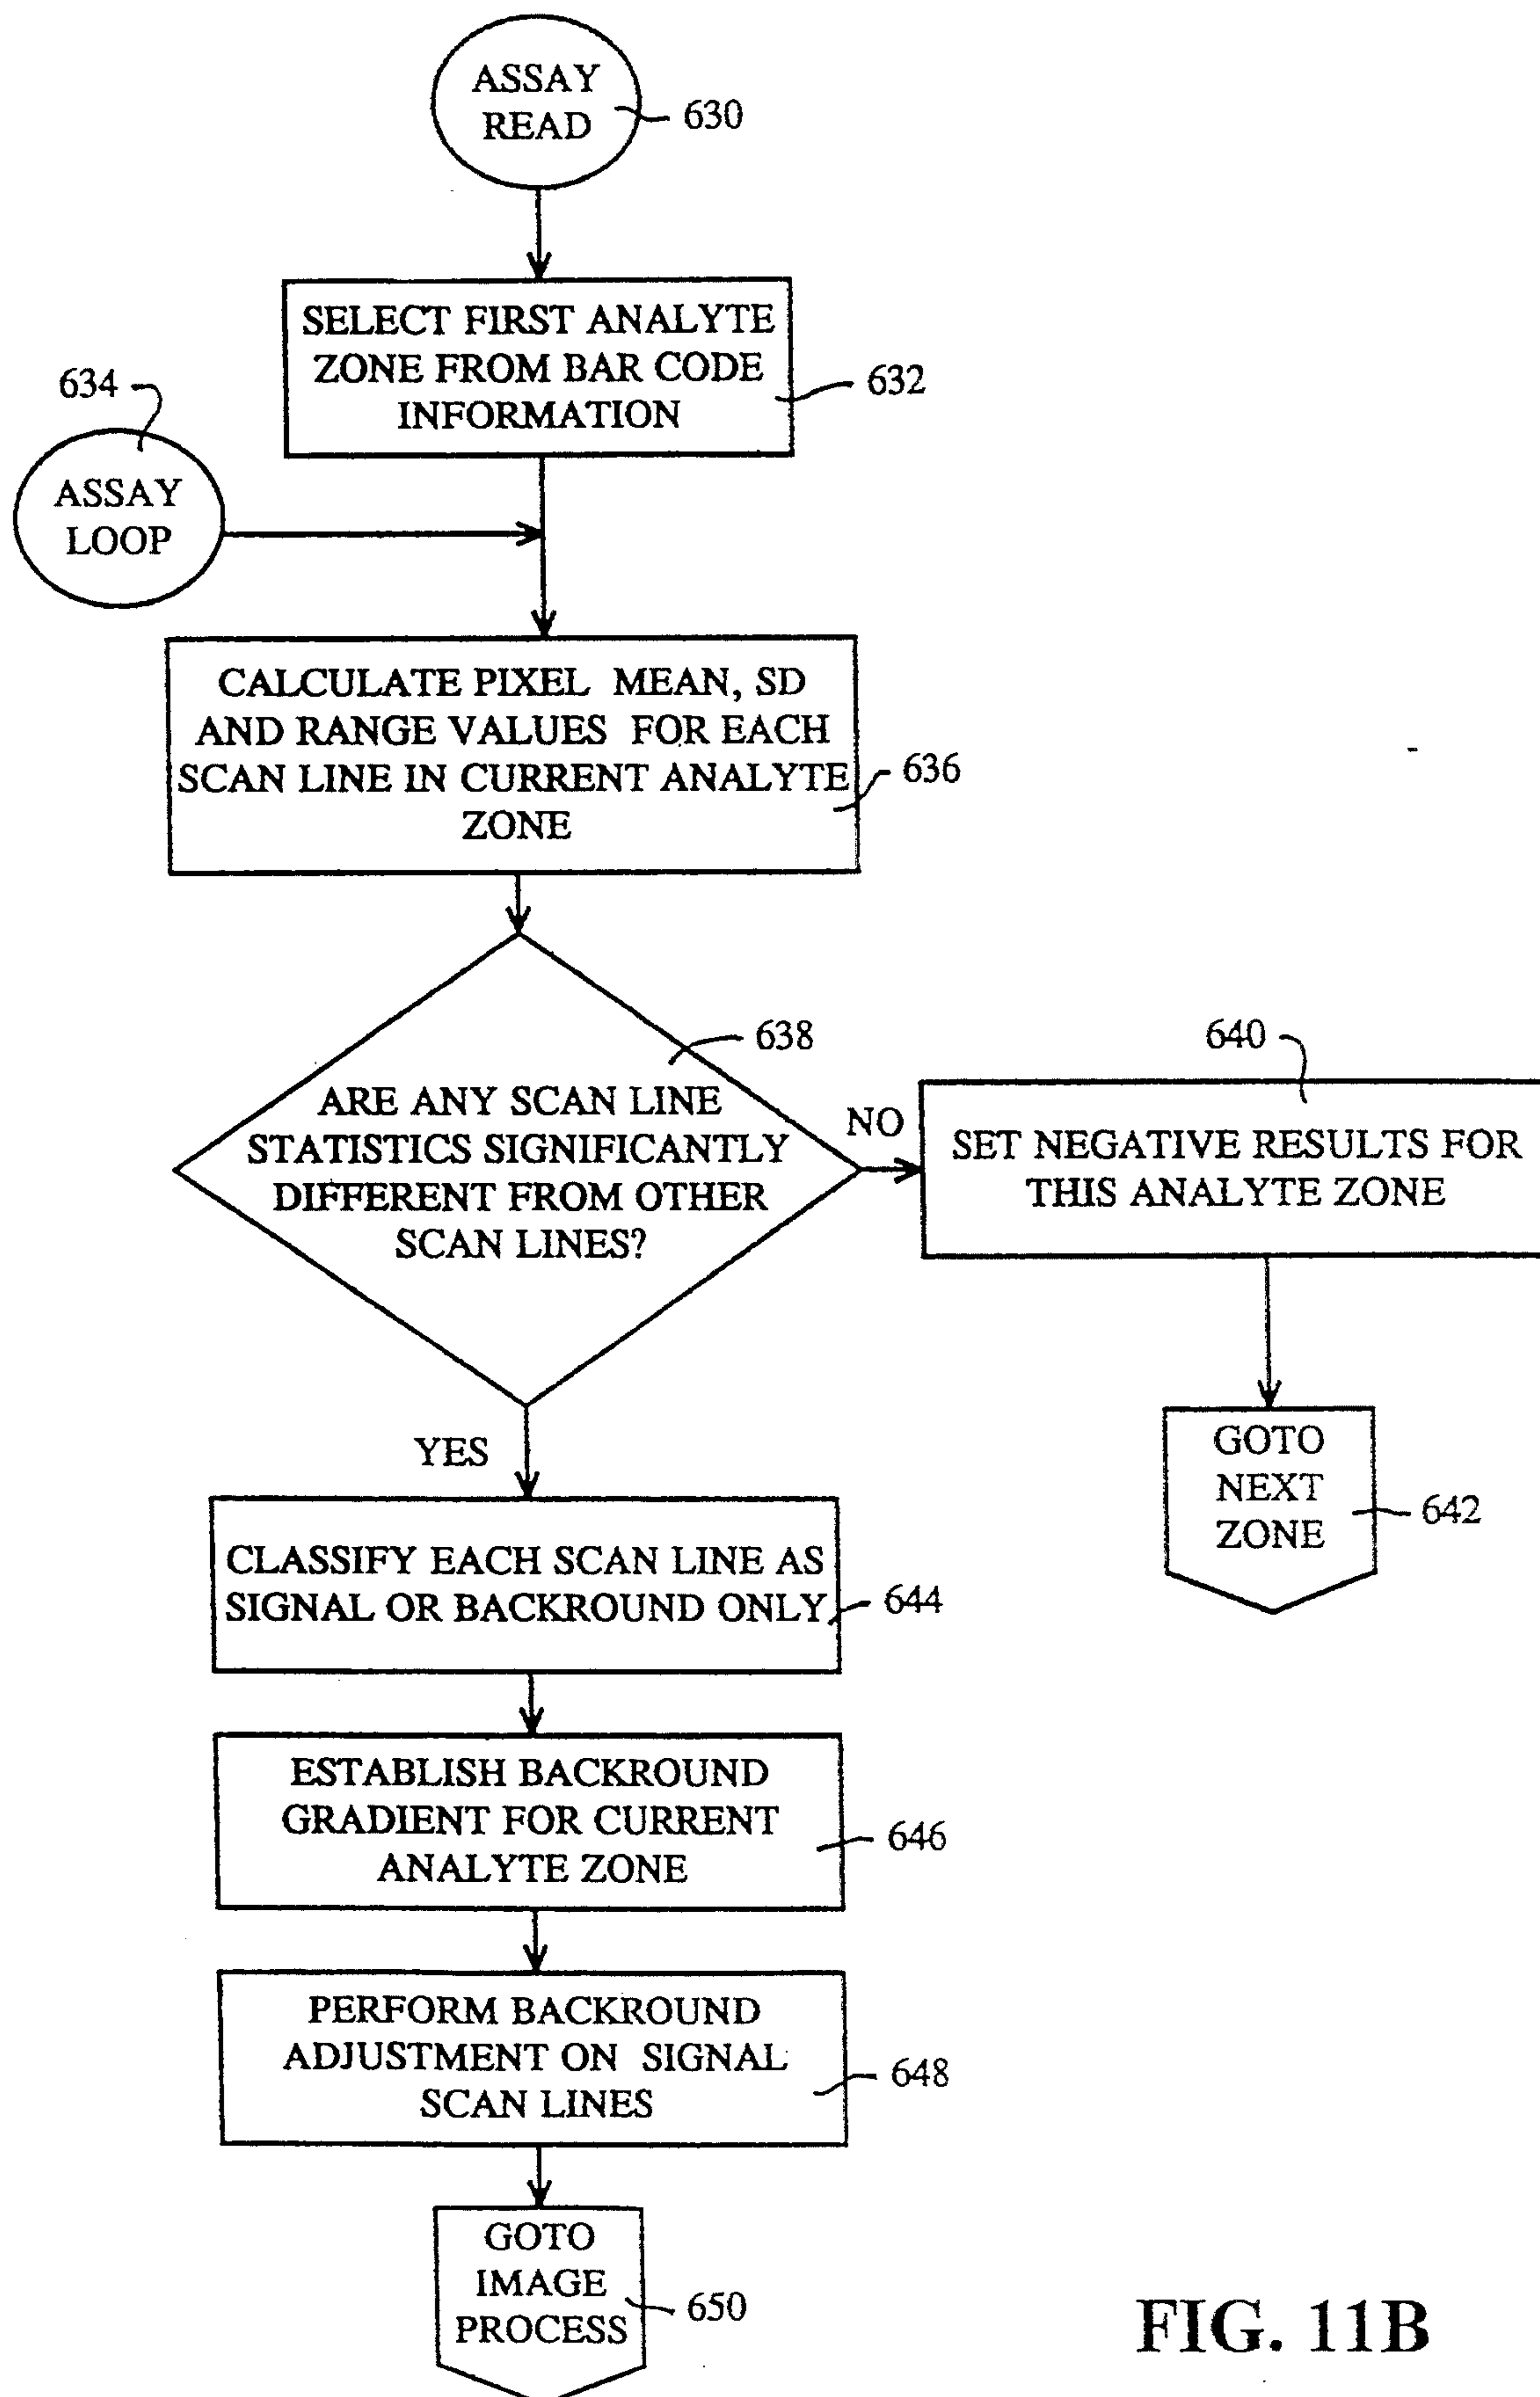 ASSAY
READ
630
SELECT FIRST ANALYTE
ZONE FROM BAR CODE
INFORMATION
632
634
ASSAY
LOOP
CALCULATE PIXEL MEAN, SD
AND RANGE VALUES FOR EACH
SCAN LINE IN CURRENT ANALYTE
ZONE
636
638
ARE ANY SCAN LINE
STATISTICS SIGNIFICANTLY
DIFFERENT FROM OTHER
SCAN LINES?
NO
640
SET NEGATIVE RESULTS FOR
THIS ANALYTE ZONE
GOTO
NEXT
ZONE
642
YES
CLASSIFY EACH SCAN LINE AS
SIGNAL OR BACKROUND ONLY
644
ESTABLISH BACKROUND
GRADIENT FOR CURRENT
ANALYTE ZONE
646
PERFORM BACKROUND
ADJUSTMENT ON SIGNAL
SCAN LINES
648
GOTO
IMAGE
PROCESS
650
FIG. 11B